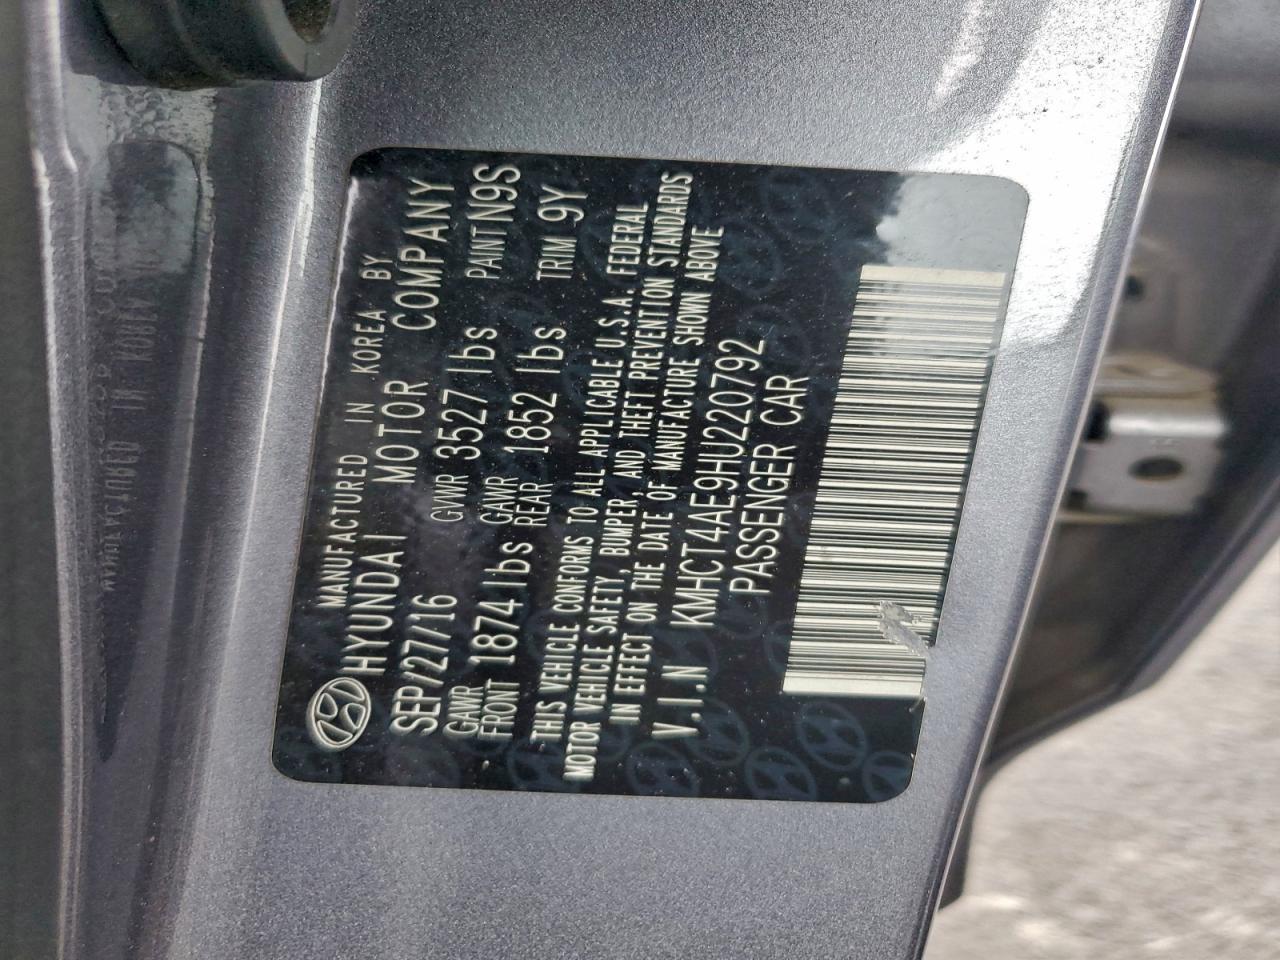 MANUFACTURED IN KOREA BY
HYUNDAI MOTOR COMPANY
SEP/27/16 GVWR 3527 lbs PAINT N9S
GAWR FRONT 1874 lbs GAWR REAR 1852 lbs TRIM 9Y
THIS VEHICLE CONFORMS TO ALL APPLICABLE U.S.A. FEDERAL
MOTOR VEHICLE SAFETY, BUMPER, AND THEFT PREVENTION STANDARDS
IN EFFECT ON THE DATE OF MANUFACTURE SHOWN ABOVE
V.I.N KMHCT4AE9HU220792
PASSENGER CAR